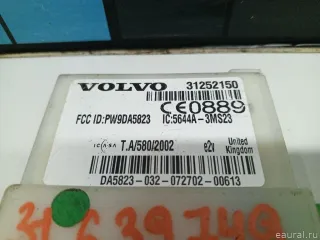 VOLVO 31252150
CE0889
FCC ID:PW9DA5823 IC:5644A-3MS23
ICASA T.A/580/2002 e2v United Kingdom
DA5823-032-072702-00613
eaural.ru